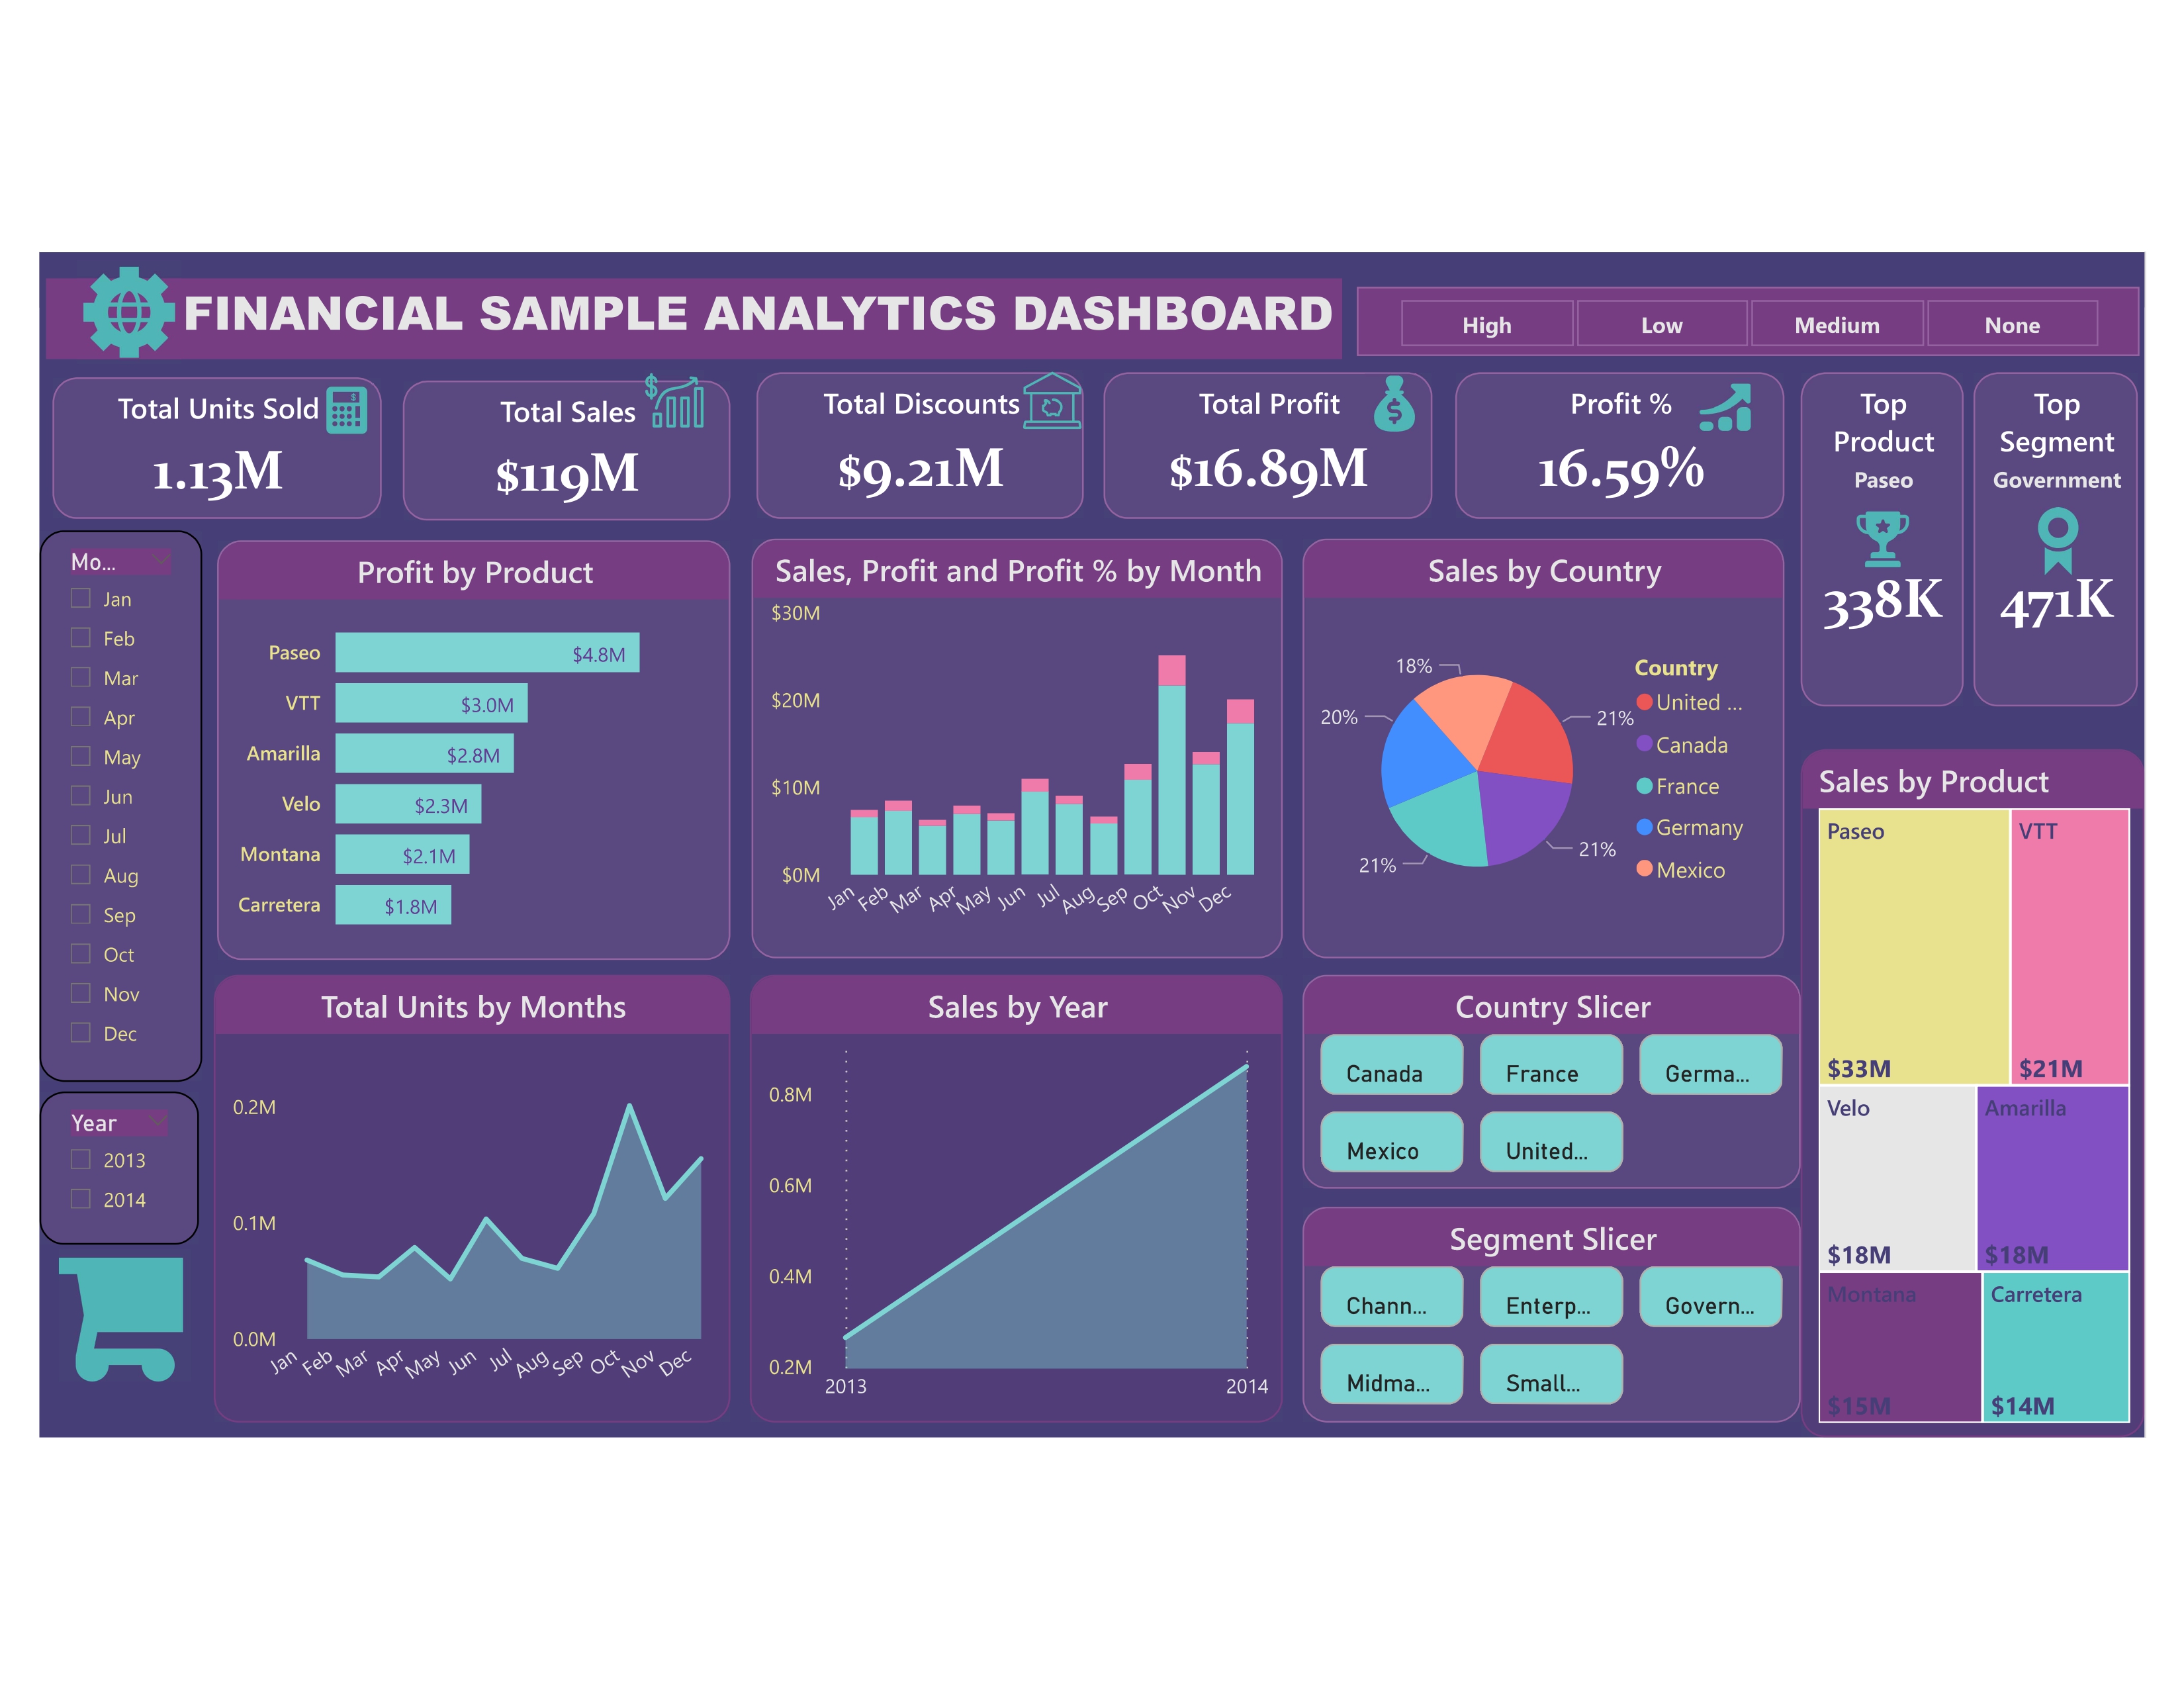 FINANCIAL SAMPLE ANALYTICS DASHBOARD
High
Low
Medium
None
Total Units Sold
1.13M
Total Sales
$119M
Total Discounts
$9.21M
Total Profit
$16.89M
Profit %
16.59%
Top
Product
Paseo
338K
Top
Segment
Government
471K
Mo...
Jan
Feb
Mar
Apr
May
Jun
Jul
Aug
Sep
Oct
Nov
Dec
Year
2013
2014
Profit by Product
Paseo
$4.8M
VTT
$3.0M
Amarilla
$2.8M
Velo
$2.3M
Montana
$2.1M
Carretera
$1.8M
Sales, Profit and Profit % by Month
$30M
$20M
$10M
$0M
Jan
Feb
Mar
Apr
May
Jun
Jul
Aug
Sep
Oct
Nov
Dec
Sales by Country
18%
20%
21%
21%
21%
Country
United ...
Canada
France
Germany
Mexico
Total Units by Months
0.2M
0.1M
0.0M
Jan
Feb
Mar
Apr
May
Jun
Jul
Aug
Sep
Oct
Nov
Dec
Sales by Year
0.8M
0.6M
0.4M
0.2M
2013
2014
Country Slicer
Canada
France
Germa...
Mexico
United...
Segment Slicer
Chann...
Enterp...
Govern...
Midma...
Small...
Sales by Product
Paseo
$33M
VTT
$21M
Velo
$18M
Amarilla
$18M
Montana
$15M
Carretera
$14M